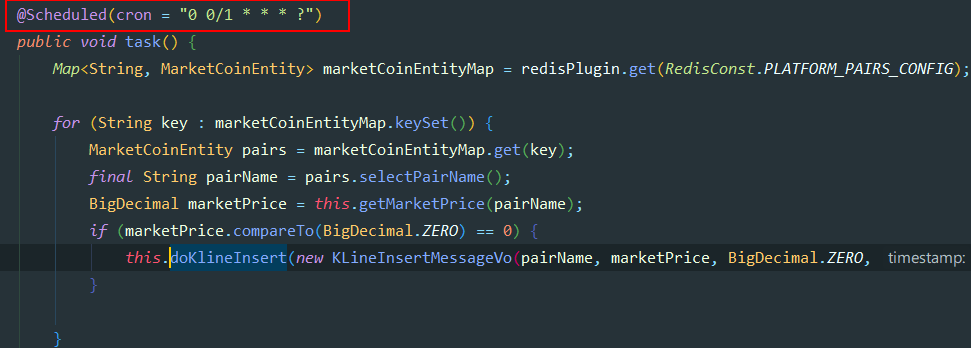 @Scheduled(cron = "0 0/1 * * * ?")
public void task() {
Map<String, MarketCoinEntity> marketCoinEntityMap = redisPlugin.get(RedisConst.PLATFORM_PAIRS_CONFIG);
for (String key : marketCoinEntityMap.keySet()) {
MarketCoinEntity pairs = marketCoinEntityMap.get(key);
final String pairName = pairs.selectPairName();
BigDecimal marketPrice = this.getMarketPrice(pairName);
if (marketPrice.compareTo(BigDecimal.ZERO) == 0) {
this.doKlineInsert(new KLineInsertMessageVo(pairName, marketPrice, BigDecimal.ZERO, timestamp:
}
}